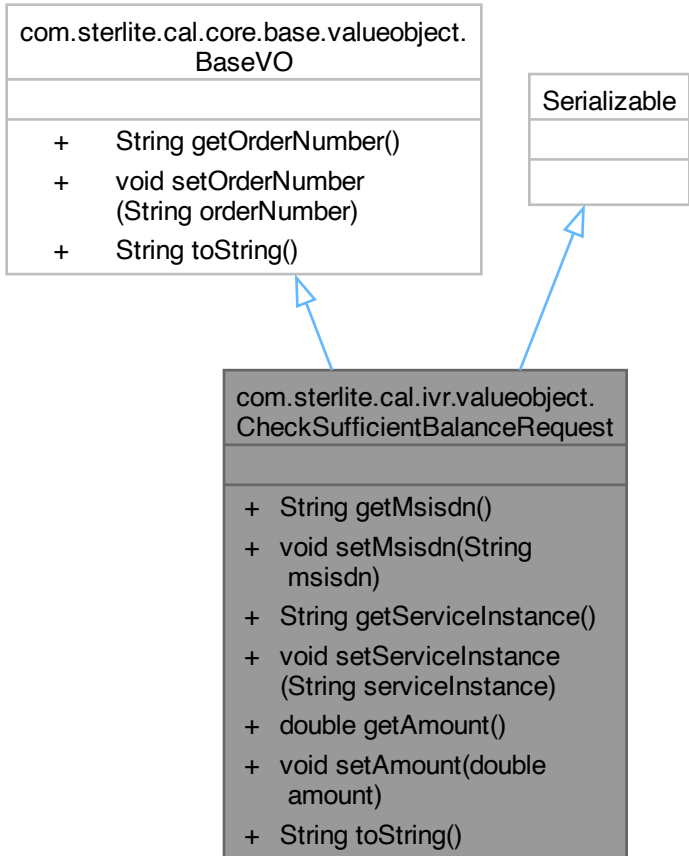 com.sterlite.cal.core.base.valueobject.
BaseVO
+ String getOrderNumber()
+ void setOrderNumber
(String orderNumber)
+ String toString()
Serializable
com.sterlite.cal.ivr.valueobject.
CheckSufficientBalanceRequest
+ String getMsisdn()
+ void setMsisdn(String
msisdn)
+ String getServiceInstance()
+ void setServiceInstance
(String serviceInstance)
+ double getAmount()
+ void setAmount(double
amount)
+ String toString()